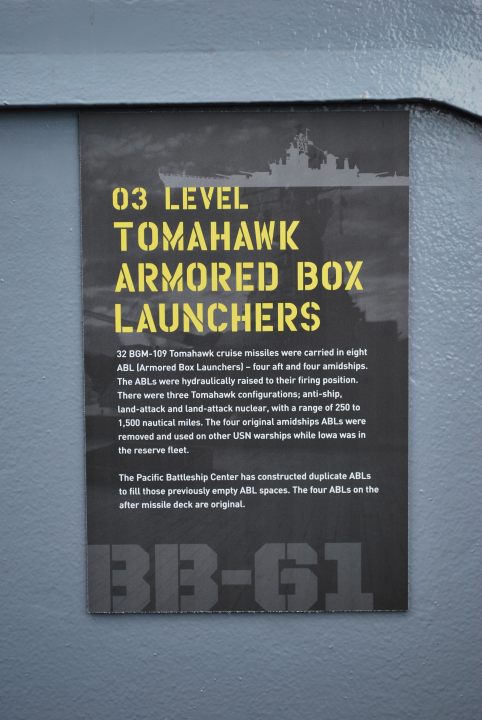 03 LEVEL
TOMAHAWK
ARMORED BOX
LAUNCHERS
32 BGM-109 Tomahawk cruise missiles were carried in eight
ABL (Armored Box Launchers) – four aft and four amidships.
The ABLs were hydraulically raised to their firing position.
There were three Tomahawk configurations; anti-ship,
land-attack and land-attack nuclear, with a range of 250 to
1,500 nautical miles. The four original amidships ABLs were
removed and used on other USN warships while Iowa was in
the reserve fleet.
The Pacific Battleship Center has constructed duplicate ABLs
to fill those previously empty ABL spaces. The four ABLs on the
after missile deck are original.
BB-61